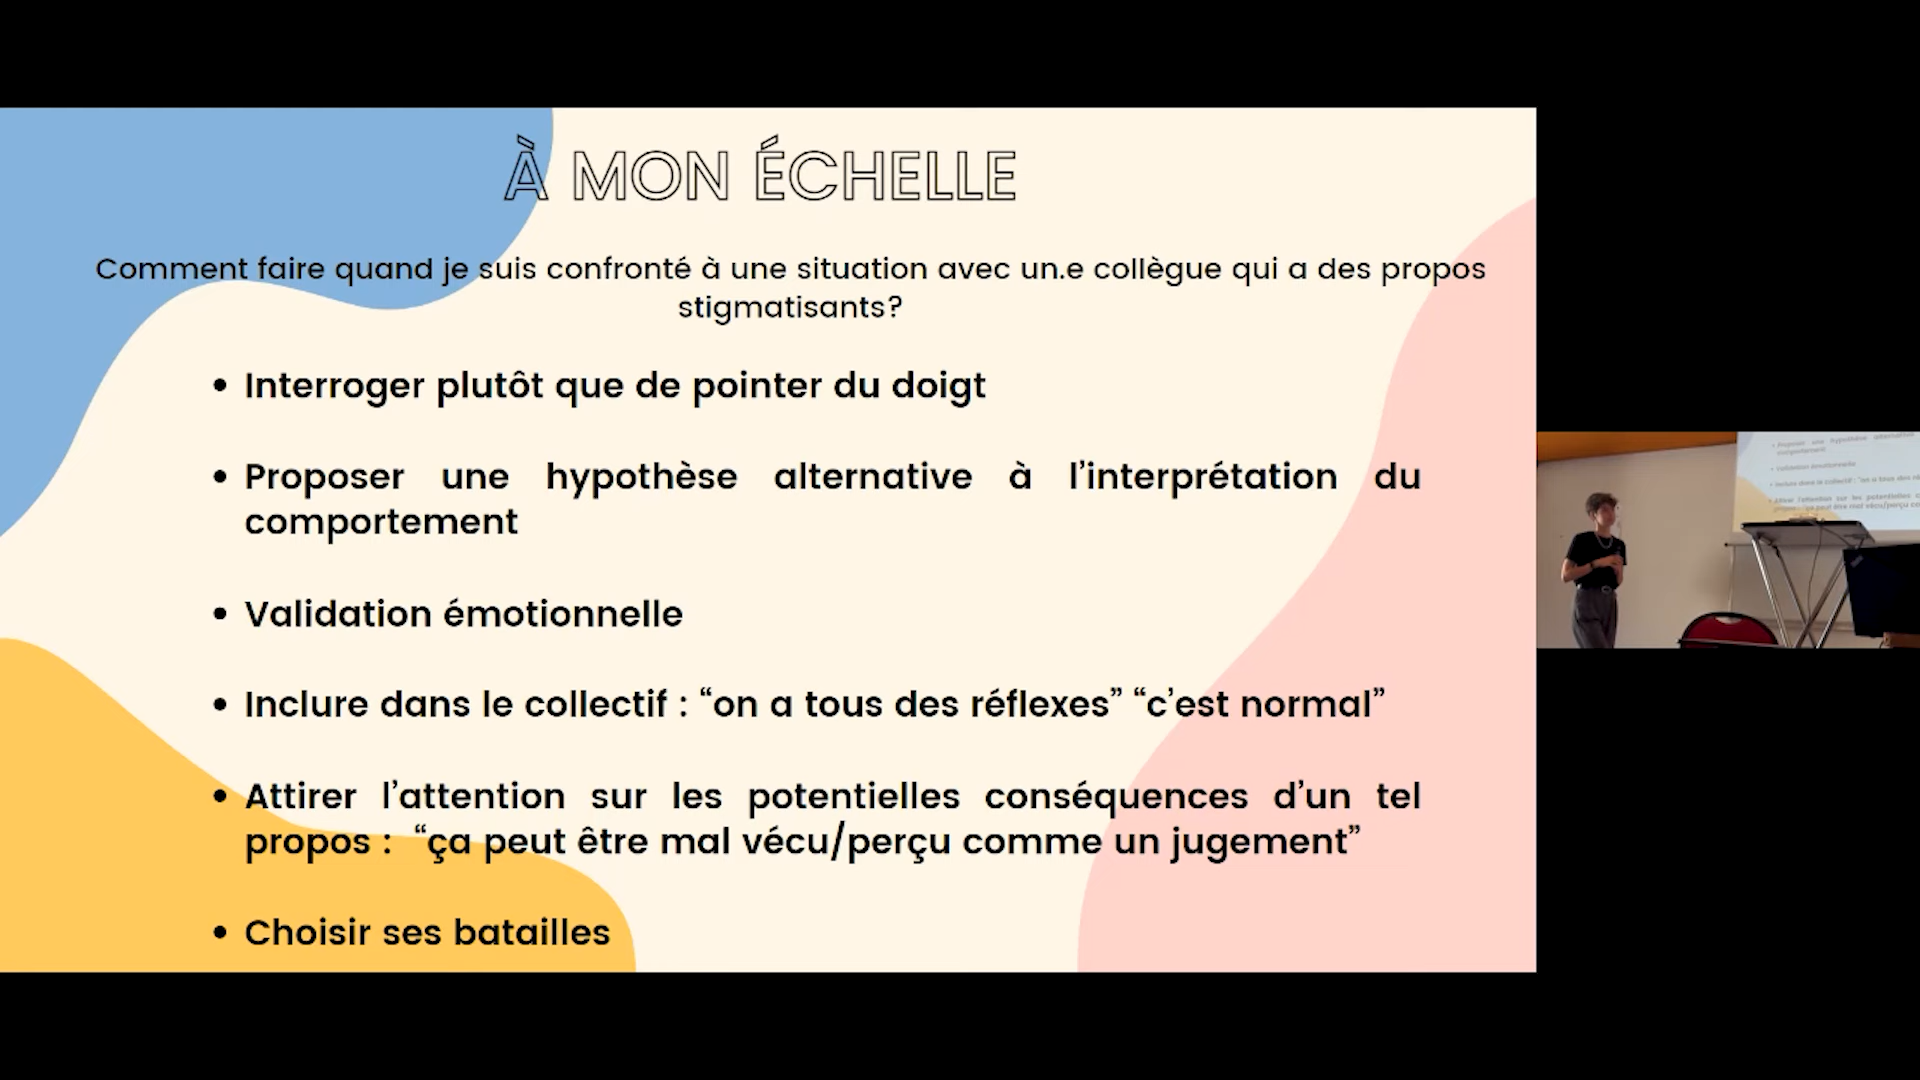 À MON ÉCHELLE
Comment faire quand je suis confronté à une situation avec un.e collègue qui a des propos
stigmatisants?
• Interroger plutôt que de pointer du doigt
• Proposer une hypothèse alternative à l’interprétation du
comportement
• Validation émotionnelle
• Inclure dans le collectif : “on a tous des réflexes” “c’est normal”
• Attirer l’attention sur les potentielles conséquences d’un tel
propos : “ça peut être mal vécu/perçu comme un jugement”
• Choisir ses batailles